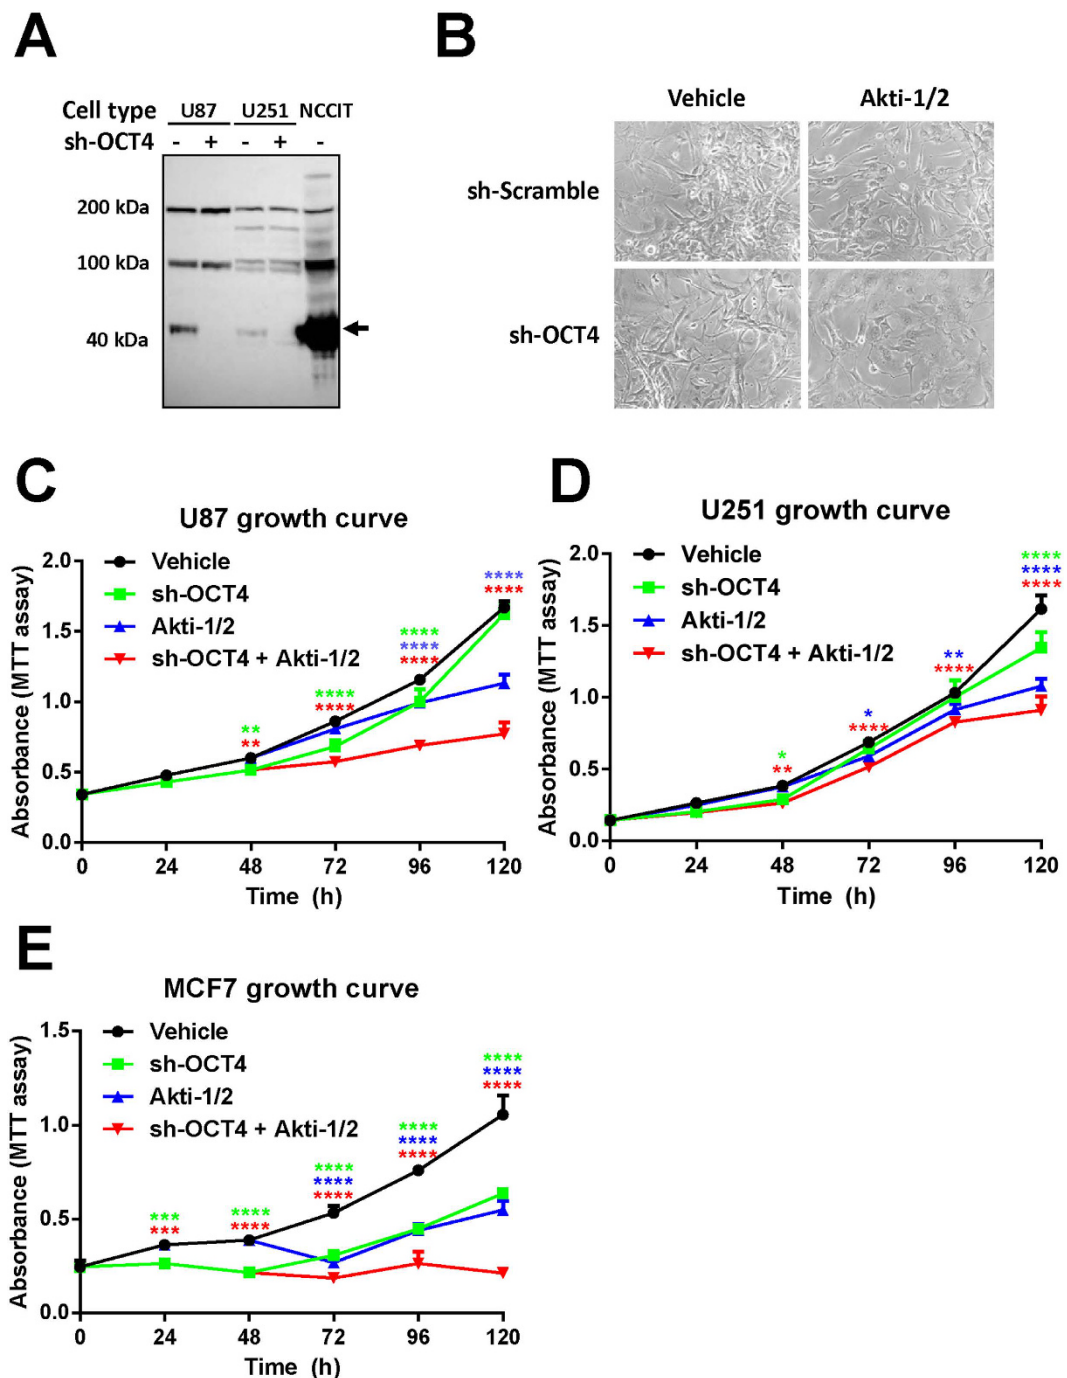 A
Cell type U87 U251 NCCIT
sh-OCT4 - + - + -
200 kDa
100 kDa
40 kDa
B
Vehicle Akti-1/2
sh-Scramble
sh-OCT4
C
U87 growth curve
Absorbance (MTT assay)
2.0
1.5
1.0
0.5
0.0
Vehicle
sh-OCT4
Akti-1/2
sh-OCT4 + Akti-1/2
**
**
****
****
****
****
****
****
****
0 24 48 72 96 120
Time (h)
D
U251 growth curve
Absorbance (MTT assay)
2.0
1.5
1.0
0.5
0.0
Vehicle
sh-OCT4
Akti-1/2
sh-OCT4 + Akti-1/2
*
**
*
****
**
****
****
****
****
0 24 48 72 96 120
Time (h)
E
MCF7 growth curve
Absorbance (MTT assay)
1.5
1.0
0.5
0.0
Vehicle
sh-OCT4
Akti-1/2
sh-OCT4 + Akti-1/2
***
***
****
****
****
****
****
****
****
****
****
****
****
0 24 48 72 96 120
Time (h)